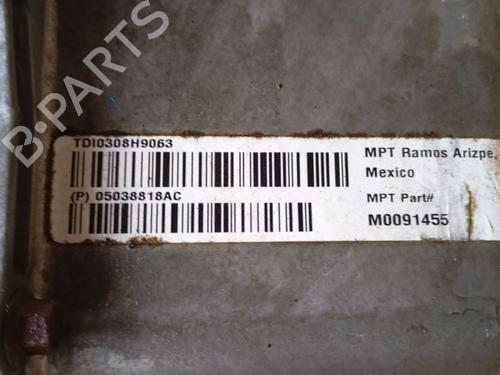 B-PARTS
TDI0308H9063
(P) 05038818AC
MPT Ramos Arizpe,
Mexico
MPT Part#
M0091455